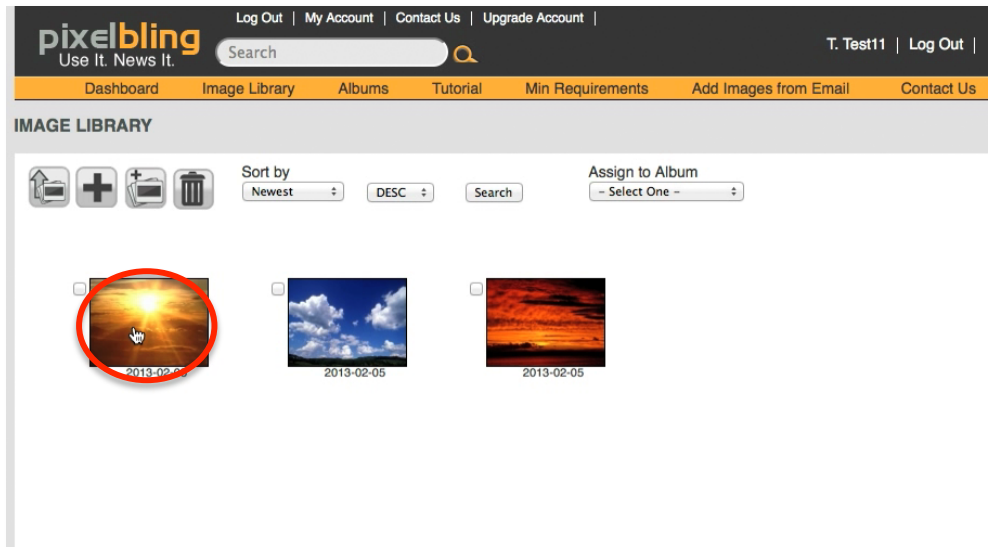 Log Out | My Account | Contact Us | Upgrade Account |
pixelbling
Use It. News It.
Search
T. Test11 | Log Out |
Dashboard Image Library Albums Tutorial Min Requirements Add Images from Email Contact Us
IMAGE LIBRARY
Sort by
Newest DESC Search
Assign to Album
– Select One –
2013-02-05 2013-02-05